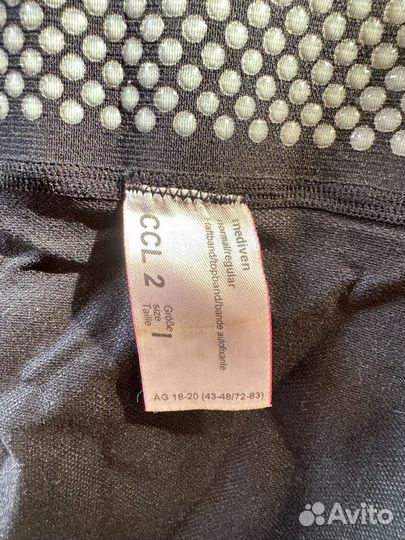 mediven
normal/regular
Haftband/topband/bande autofixante
CCL 2
Größe
size
Taille
I
AG 18-20 (43-48/72-83)
Avito